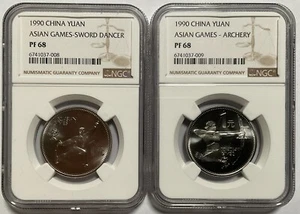 1990 CHINA YUAN
ASIAN GAMES-SWORD DANCER
PF 68
6741037-008
NUMISMATIC GUARANTY COMPANY
NGC
1990 CHINA YUAN
ASIAN GAMES - ARCHERY
PF 68
6741037-009
NUMISMATIC GUARANTY COMPANY
NGC